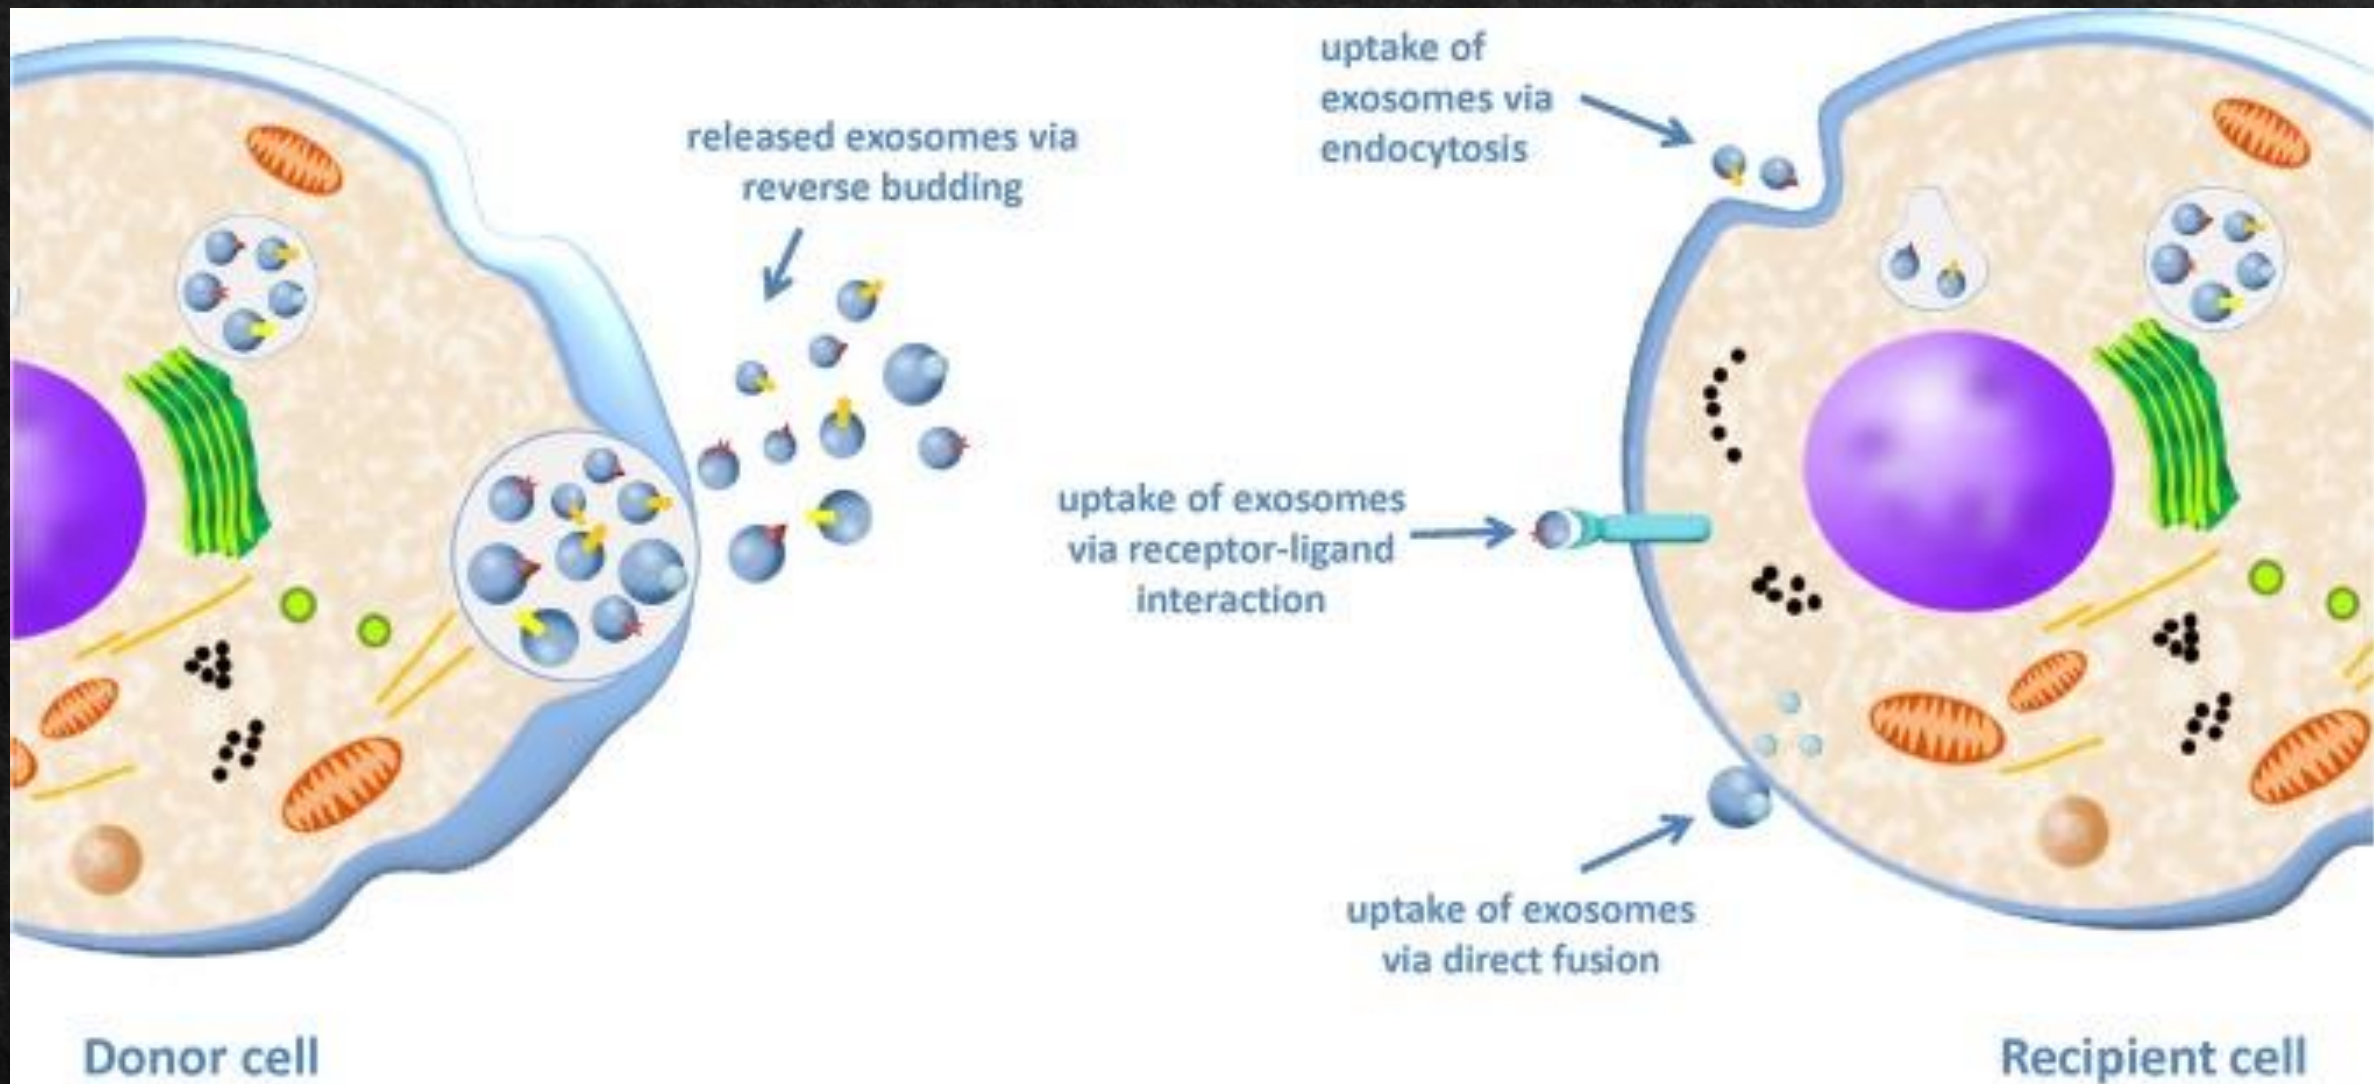 released exosomes via
reverse budding
uptake of
exosomes via
endocytosis
uptake of exosomes
via receptor-ligand
interaction
uptake of exosomes
via direct fusion
Donor cell
Recipient cell